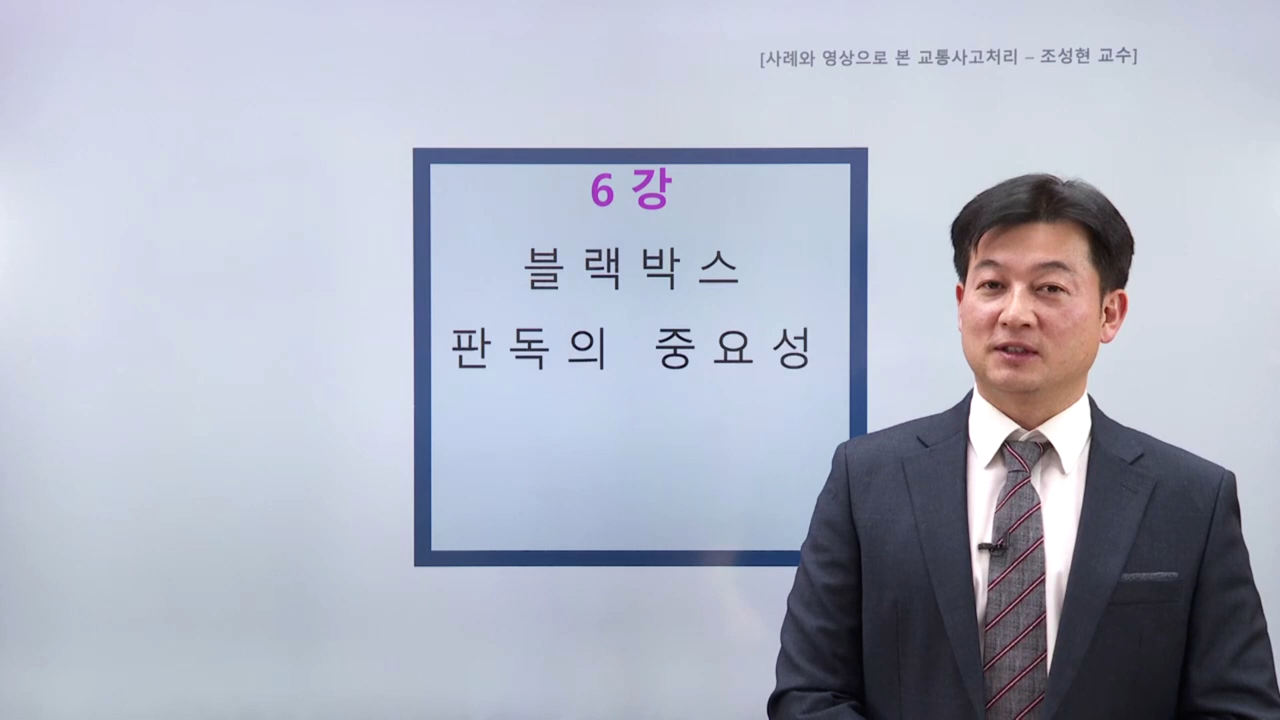 [사례와 영상으로 본 교통사고처리 – 조성현 교수]
6강
블랙박스
판독의 중요성